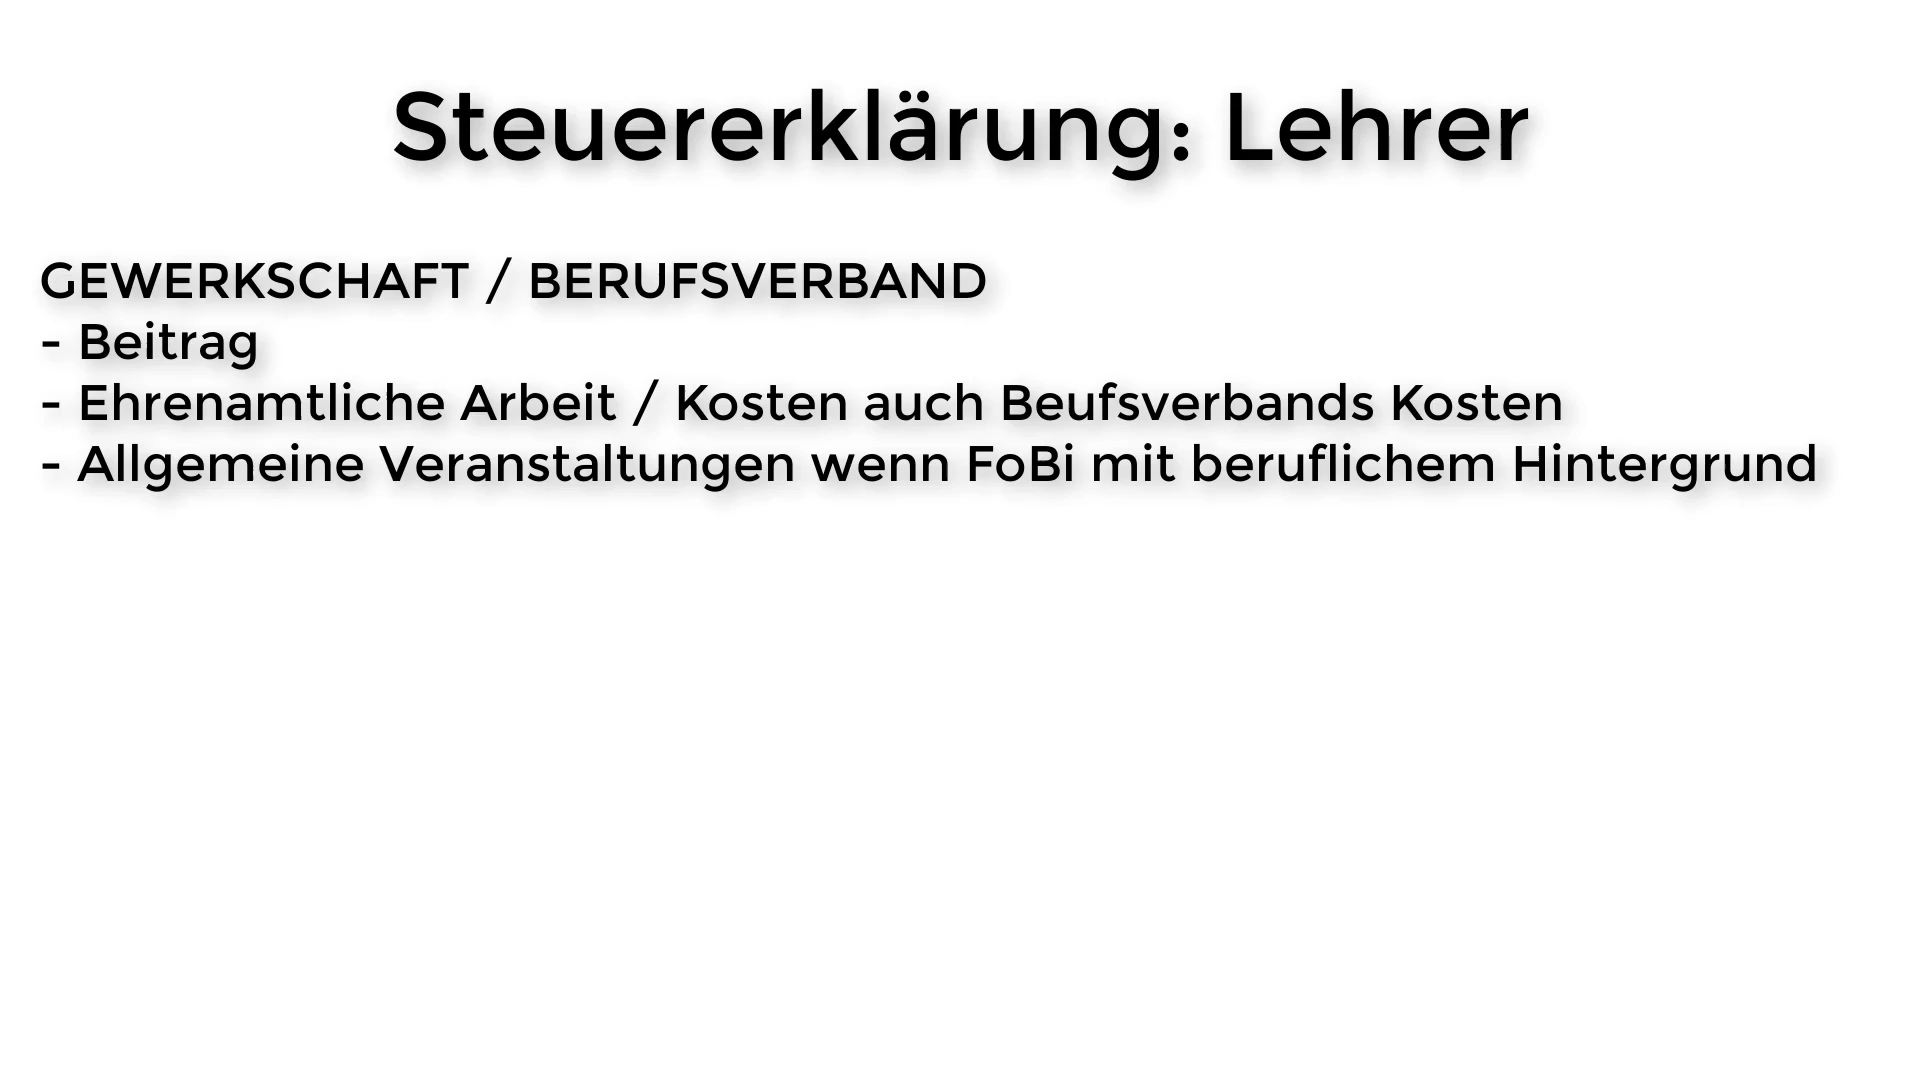 Steuererklärung: Lehrer
GEWERKSCHAFT / BERUFSVERBAND
- Beitrag
- Ehrenamtliche Arbeit / Kosten auch Beufsverbands Kosten
- Allgemeine Veranstaltungen wenn FoBi mit beruflichem Hintergrund